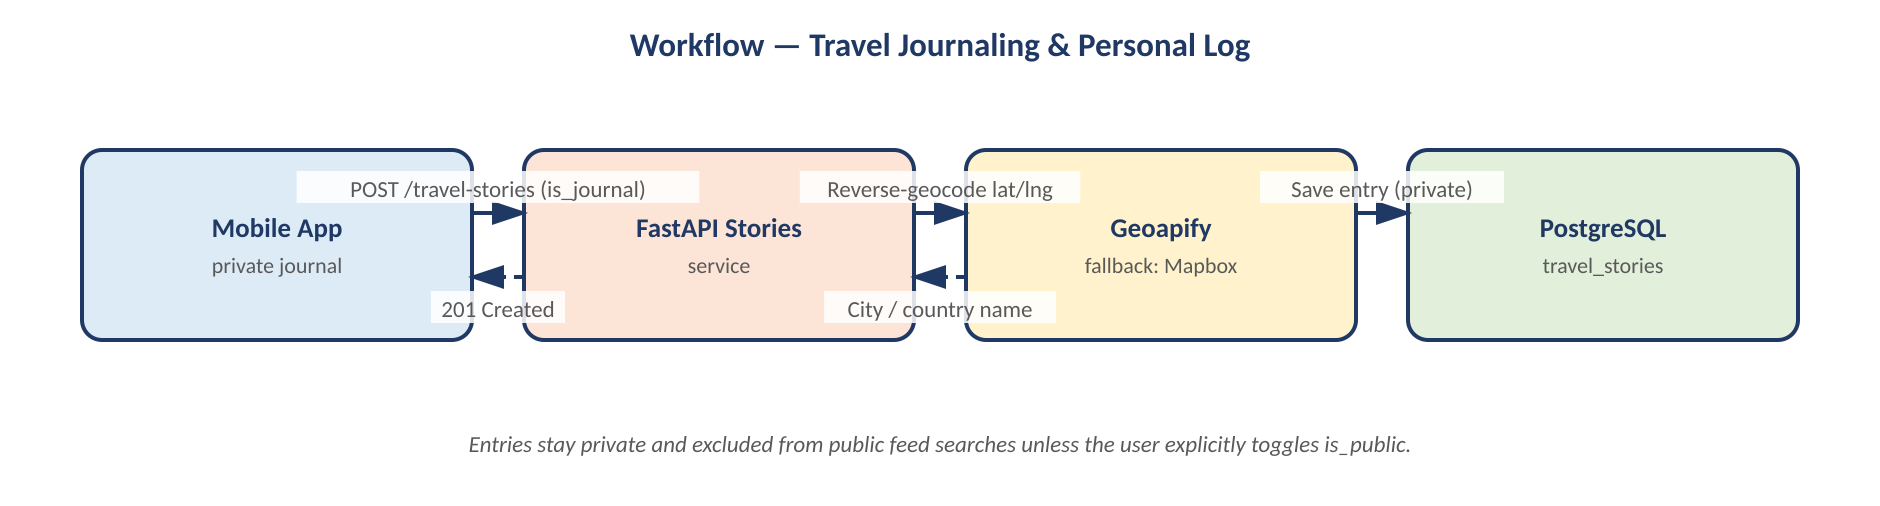 Workflow — Travel Journaling & Personal Log
POST /travel-stories (is_journal)
Reverse-geocode lat/lng
Save entry (private)
Mobile App
private journal
FastAPI Stories
service
Geoapify
fallback: Mapbox
PostgreSQL
travel_stories
201 Created
City / country name
Entries stay private and excluded from public feed searches unless the user explicitly toggles is_public.